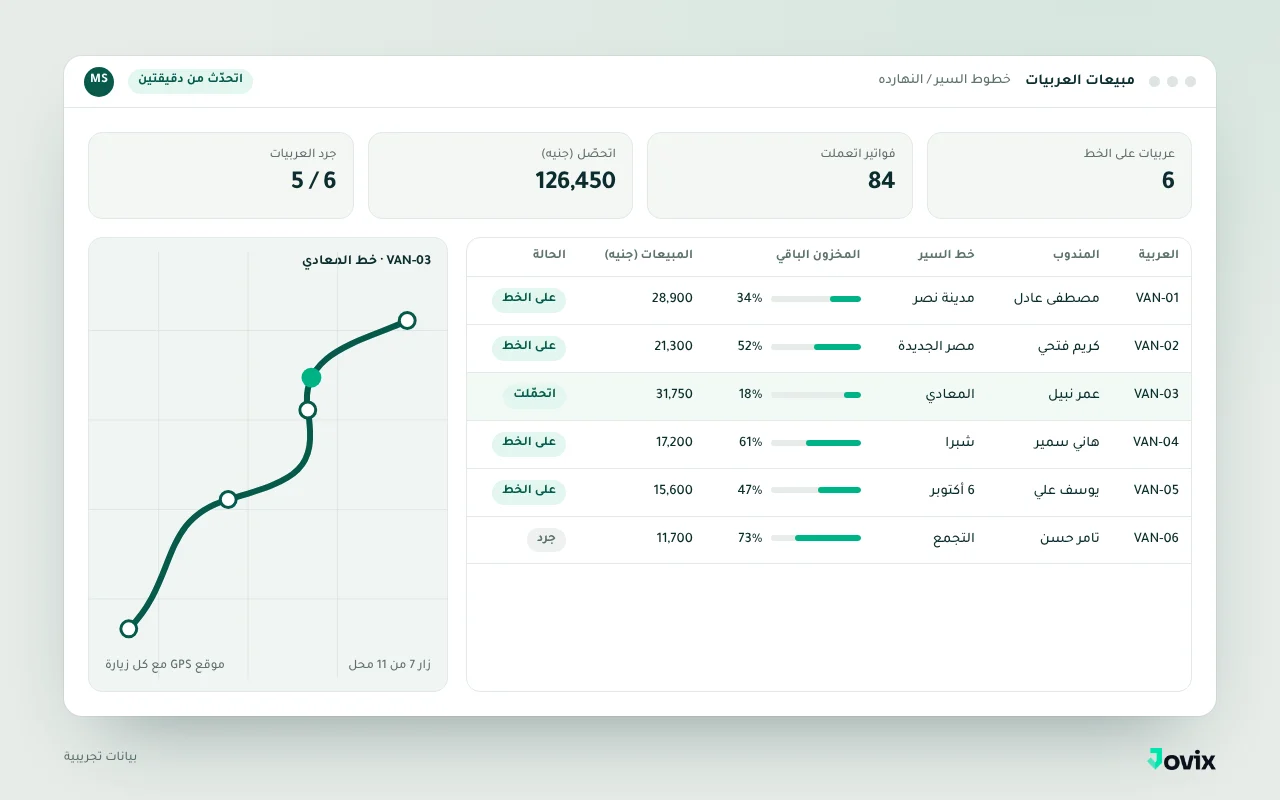 مبيعات العربيات
خطوط السير / النهارده
اتحدّث من دقيقتين
MS
عربيات على الخط
6
فواتير اتعملت
84
اتحصّل (جنيه)
126,450
جرد العربيات
5 / 6
العربية المندوب خط السير المخزون الباقي المبيعات (جنيه) الحالة
VAN-01 مصطفى عادل مدينة نصر 34% 28,900 على الخط
VAN-02 كريم فتحي مصر الجديدة 52% 21,300 على الخط
VAN-03 عمر نبيل المعادي 18% 31,750 اتحمّلت
VAN-04 هاني سمير شبرا 61% 17,200 على الخط
VAN-05 يوسف علي 6 أكتوبر 47% 15,600 على الخط
VAN-06 تامر حسن التجمع 73% 11,700 جرد
VAN-03 · خط المعادي
زار 7 من 11 محل
موقع GPS مع كل زيارة
Jovix
بيانات تجريبية